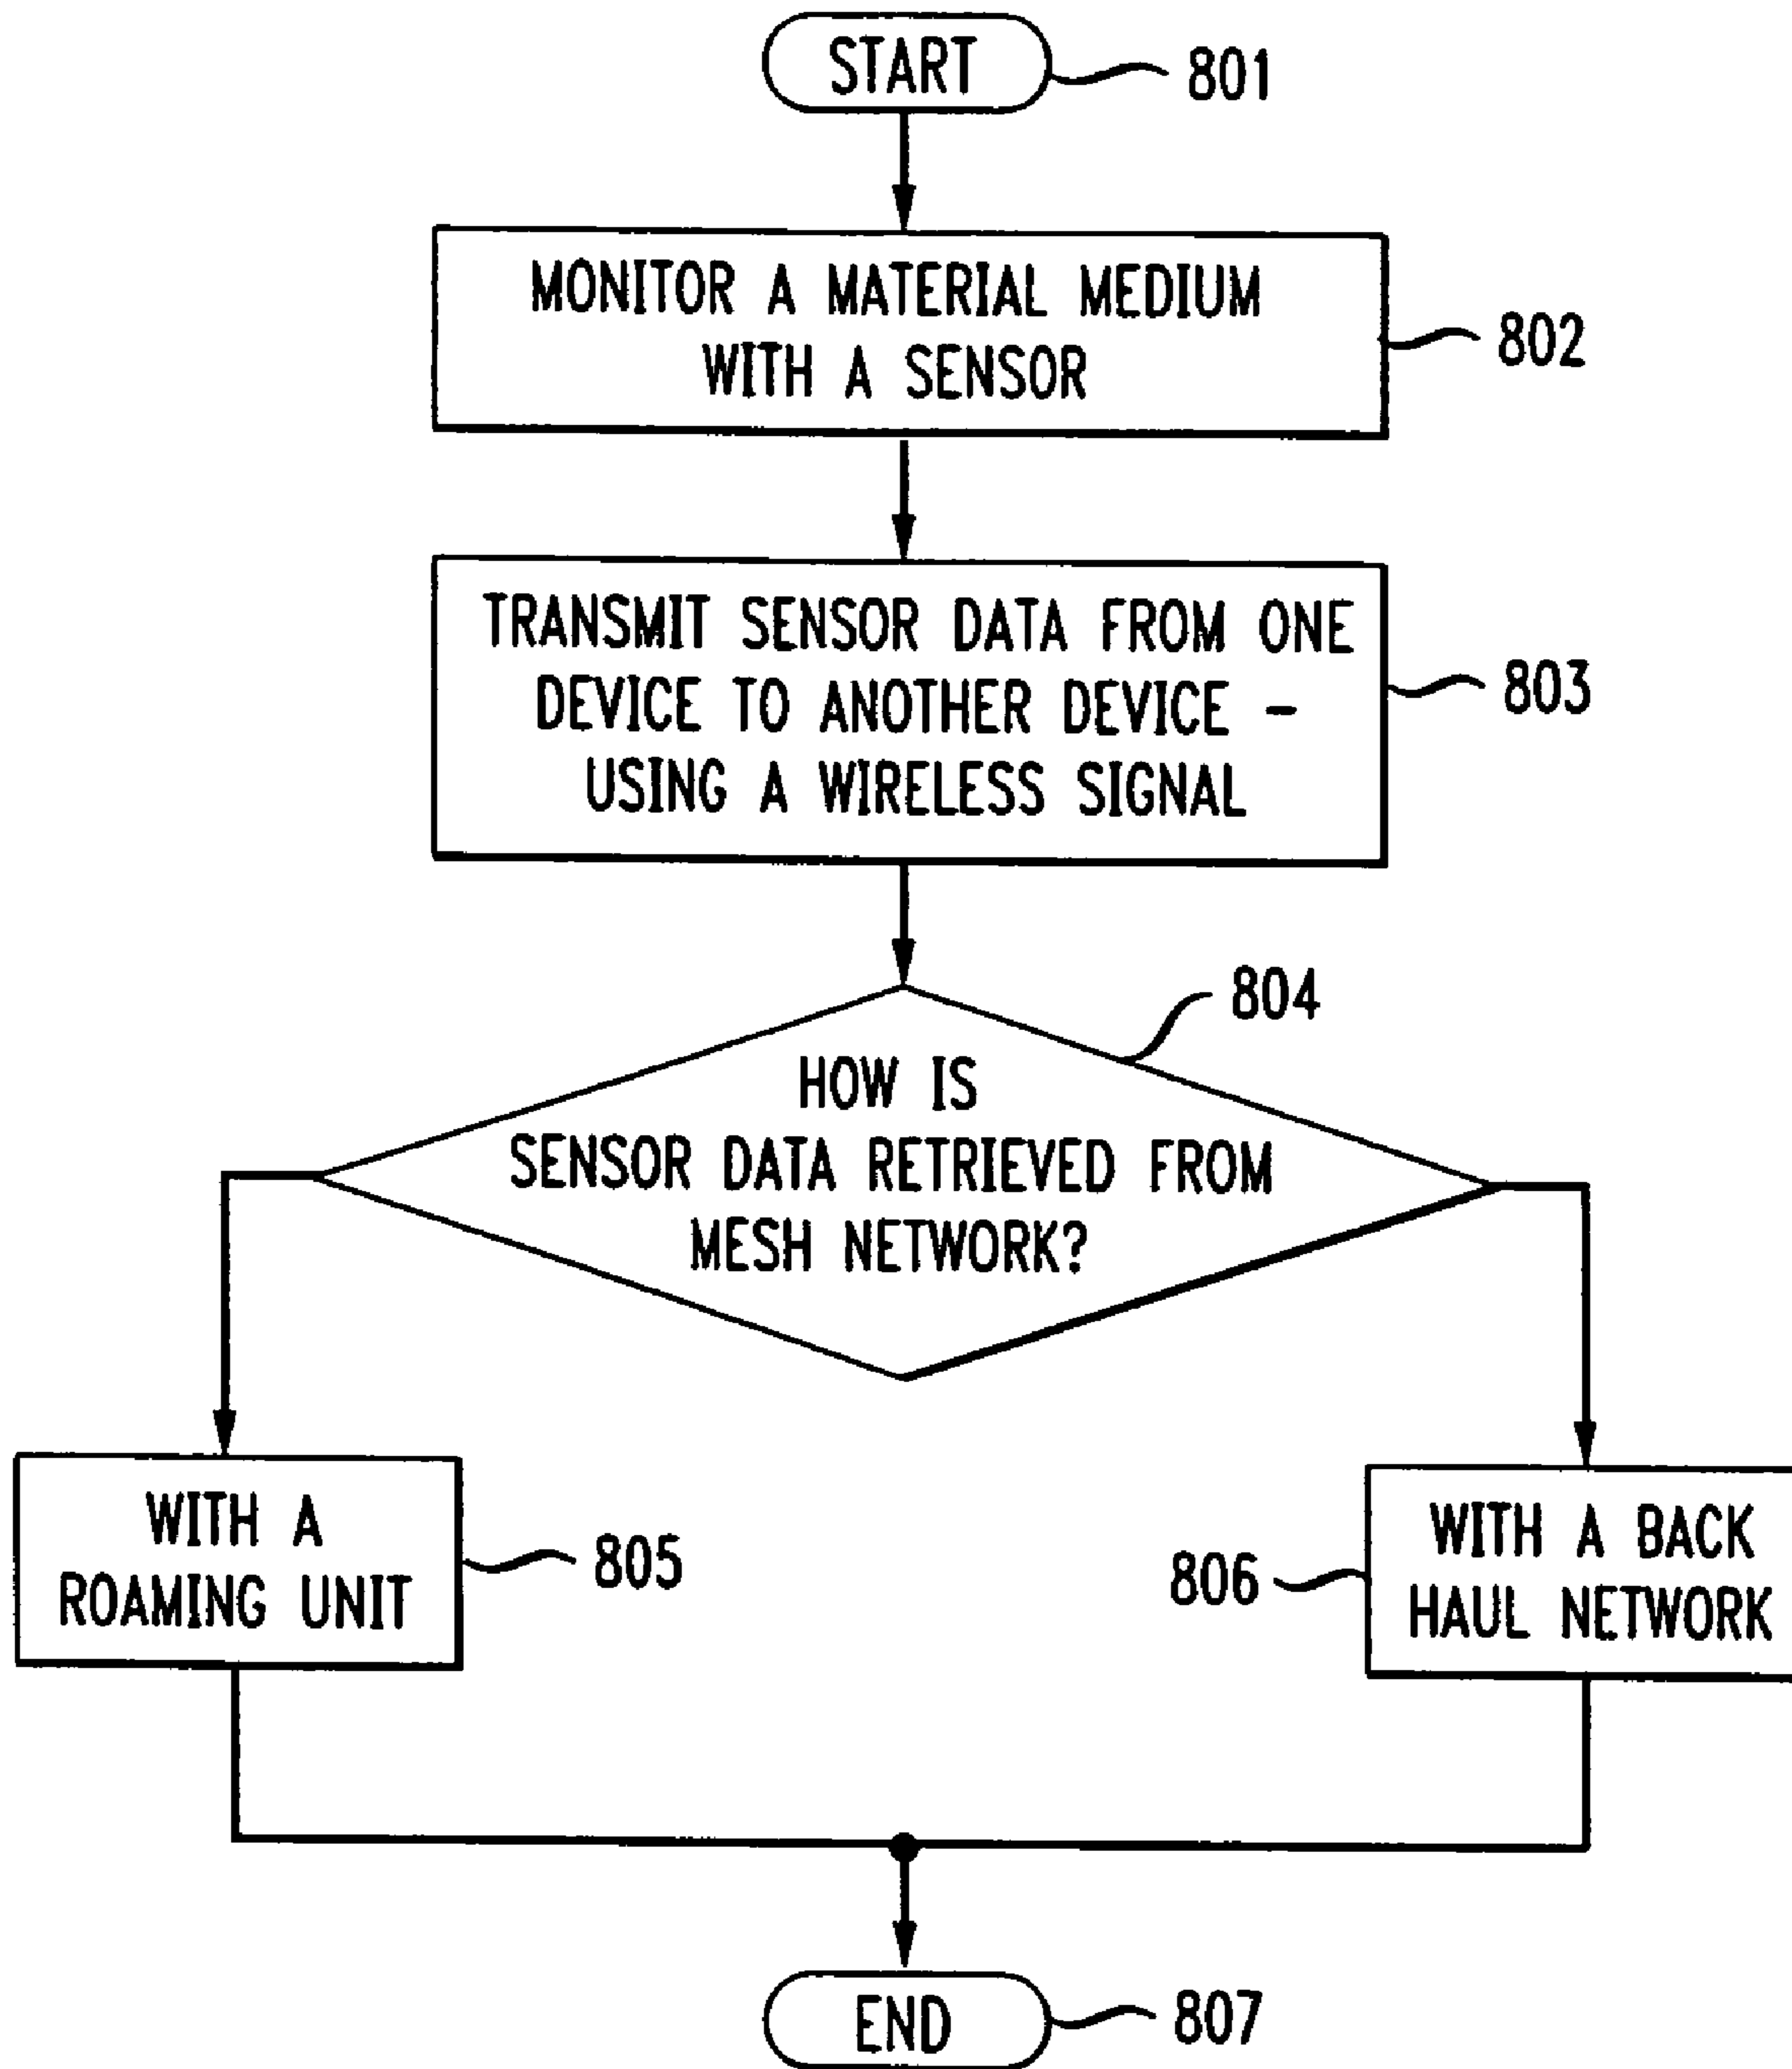 START
801
MONITOR A MATERIAL MEDIUM
WITH A SENSOR
802
TRANSMIT SENSOR DATA FROM ONE
DEVICE TO ANOTHER DEVICE -
USING A WIRELESS SIGNAL
803
804
HOW IS
SENSOR DATA RETRIEVED FROM
MESH NETWORK?
WITH A
ROAMING UNIT
805
806
WITH A BACK
HAUL NETWORK
END
807